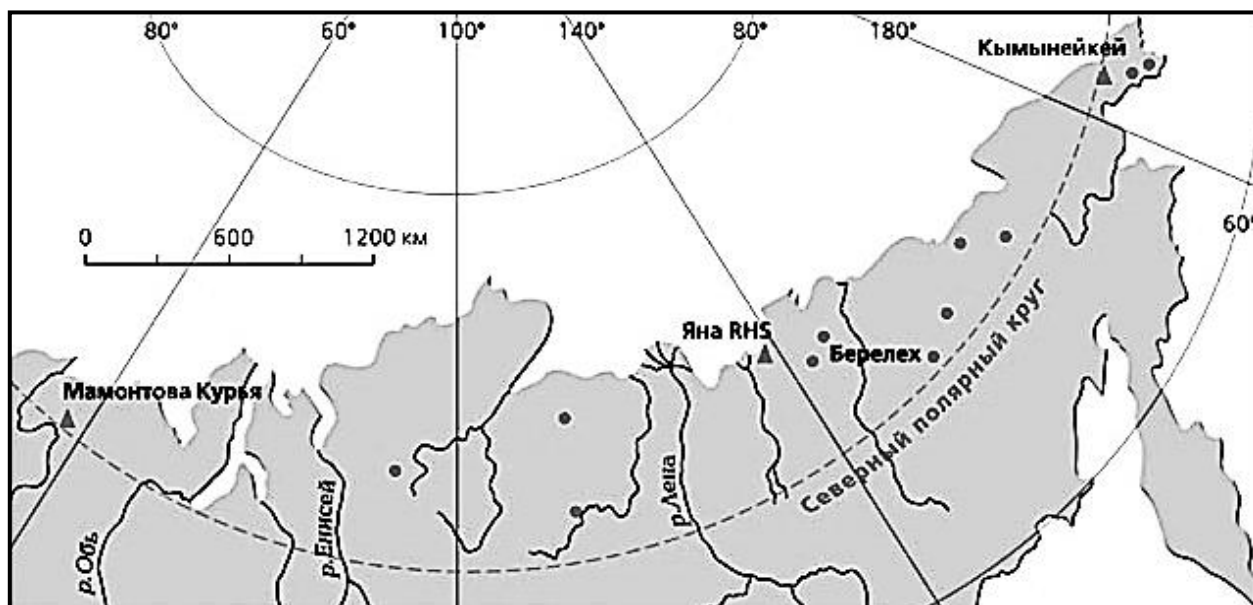 80° 60° 100° 140° 80° 180°
Кымынейкей
0 600 1200 км
60°
Яна RHS
Берелех
Мамонтова Курья
Северный полярный круг
р.Обь
р.Енисей
р.Лена